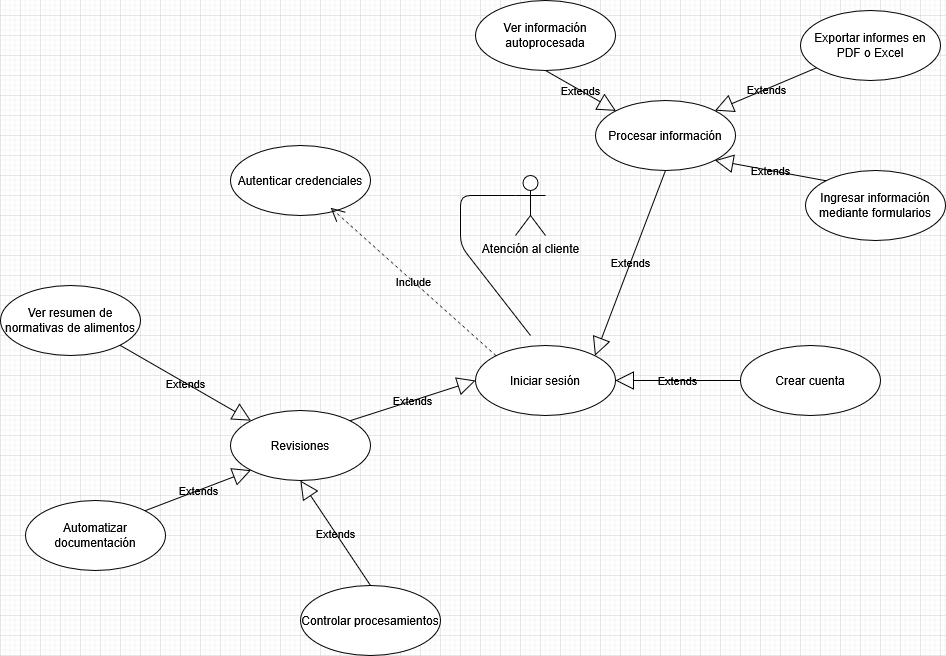 Ver información
autoprocesada
Exportar informes en
PDF o Excel
Extends
Extends
Procesar información
Autenticar credenciales
Extends
Ingresar información
mediante formularios
Atención al cliente
Extends
Include
Ver resumen de
normativas de alimentos
Iniciar sesión
Extends
Crear cuenta
Extends
Extends
Revisiones
Extends
Automatizar
documentación
Extends
Controlar procesamientos